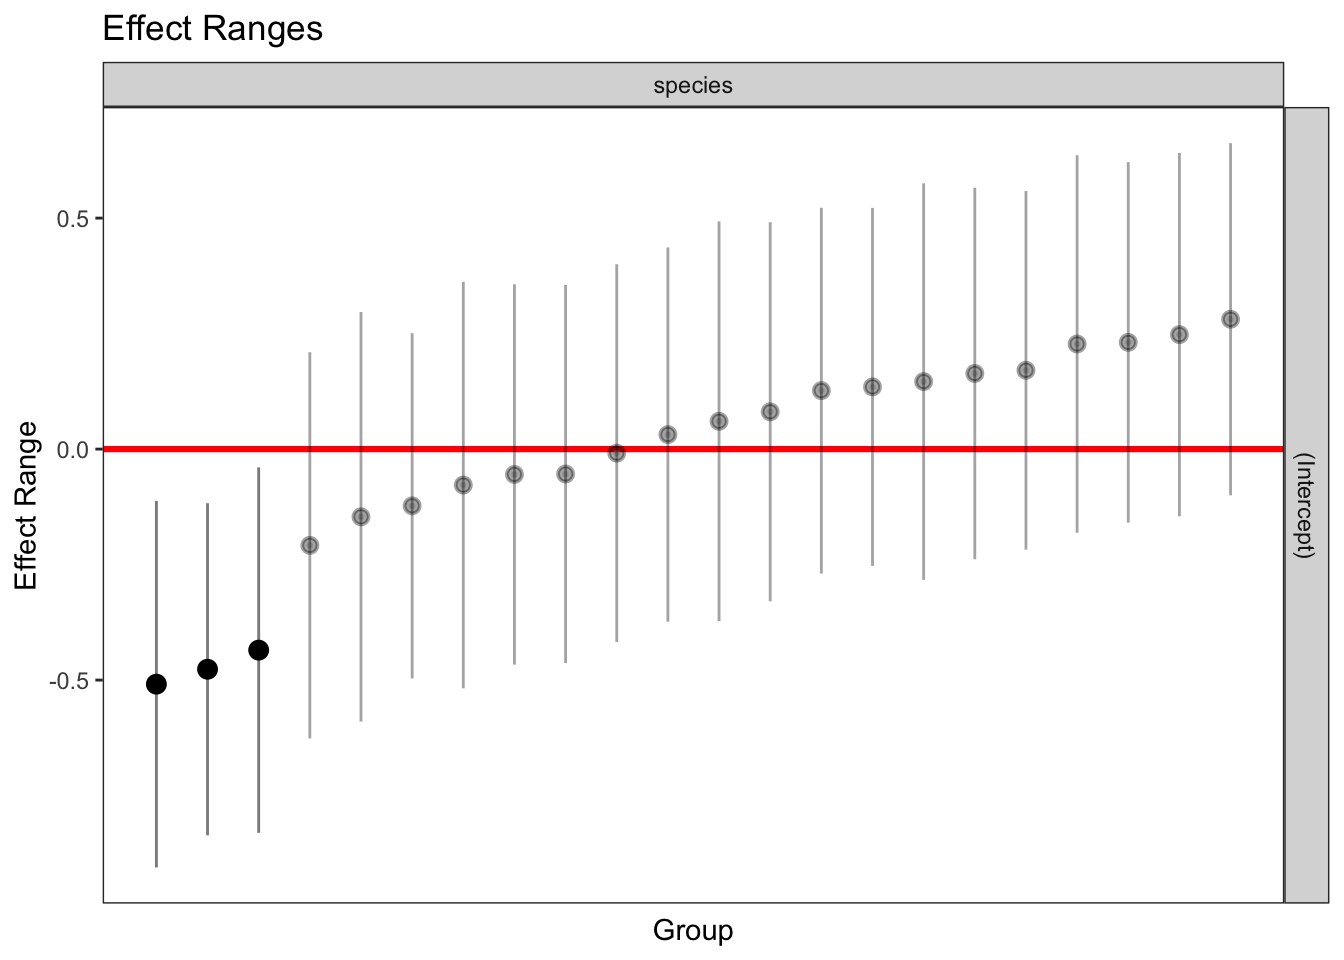 Effect Ranges
species
0.5
0.0
-0.5
Effect Range
(Intercept)
Group